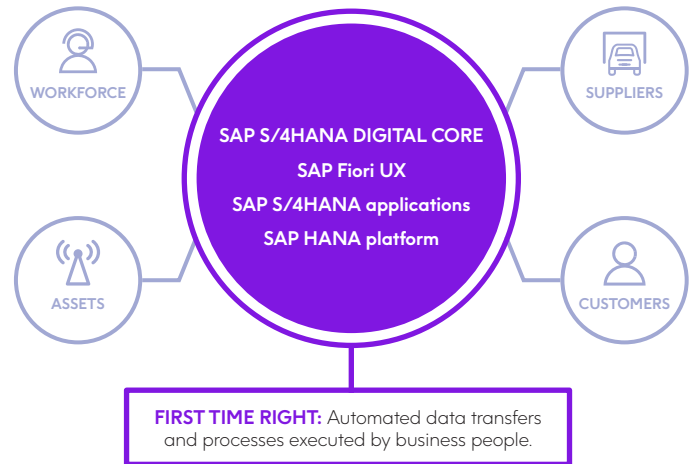 WORKFORCE
SUPPLIERS
SAP S/4HANA DIGITAL CORE
SAP Fiori UX
SAP S/4HANA applications
SAP HANA platform
ASSETS
CUSTOMERS
FIRST TIME RIGHT: Automated data transfers
and processes executed by business people.